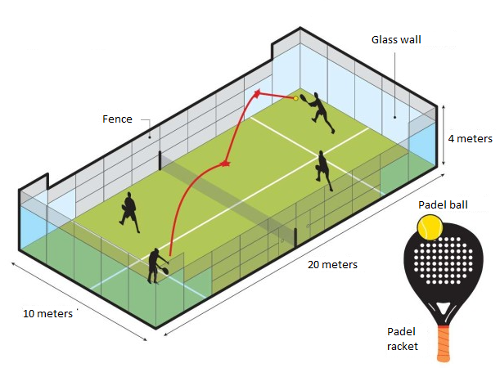 Glass wall
Fence
4 meters
Padel ball
20 meters
10 meters
Padel
racket